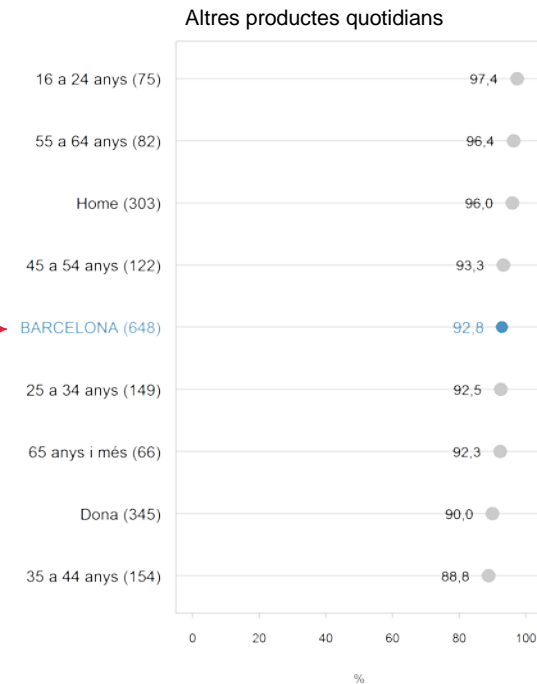 Altres productes quotidians
16 a 24 anys (75) 97,4
55 a 64 anys (82) 96,4
Home (303) 96,0
45 a 54 anys (122) 93,3
BARCELONA (648) 92,8
25 a 34 anys (149) 92,5
65 anys i més (66) 92,3
Dona (345) 90,0
35 a 44 anys (154) 88,8
0 20 40 60 80 100
%